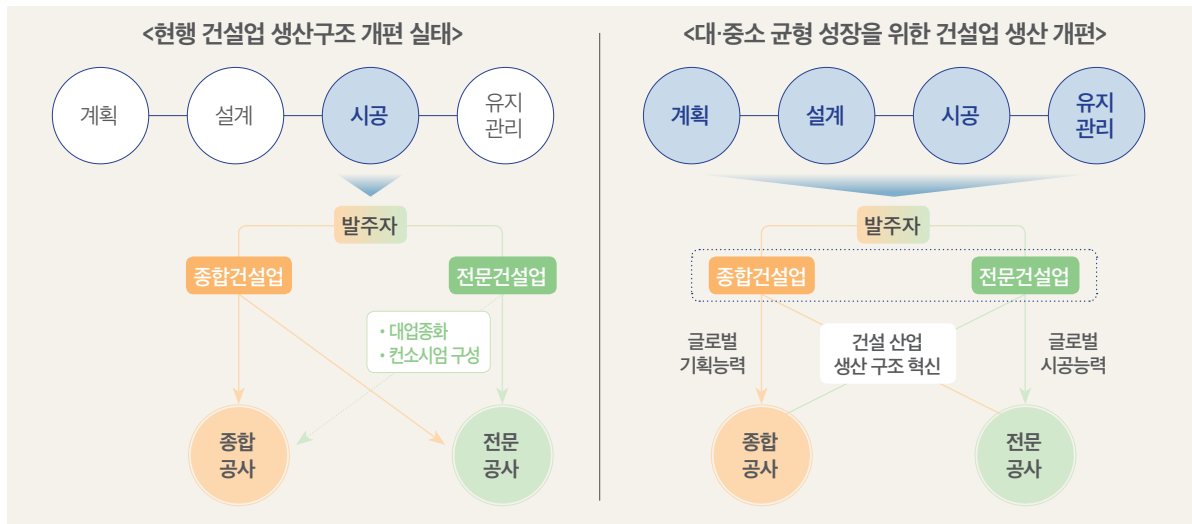 <현행 건설업 생산구조 개편 실태>
계획
설계
시공
유지
관리
발주자
종합건설업
전문건설업
• 대업종화
• 컨소시엄 구성
종합
공사
전문
공사
<대·중소 균형 성장을 위한 건설업 생산 개편>
계획
설계
시공
유지
관리
발주자
종합건설업
전문건설업
글로벌
기획능력
건설 산업
생산 구조 혁신
글로벌
시공능력
종합
공사
전문
공사